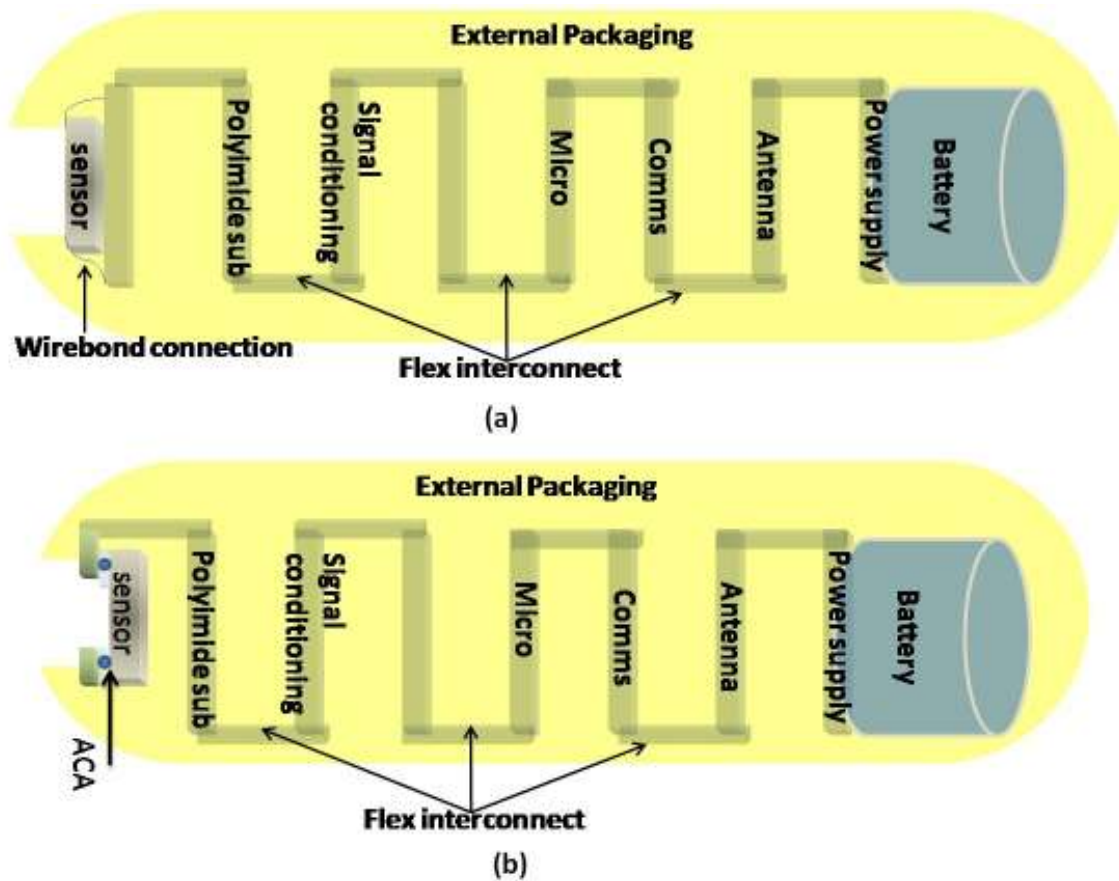 External Packaging
sensor
Polyimide sub
Signal
conditioning
Micro
Comms
Antenna
Power supply
Battery
Wirebond connection
Flex interconnect
(a)
External Packaging
sensor
Polyimide sub
Signal
conditioning
Micro
Comms
Antenna
Power supply
Battery
ACA
Flex interconnect
(b)